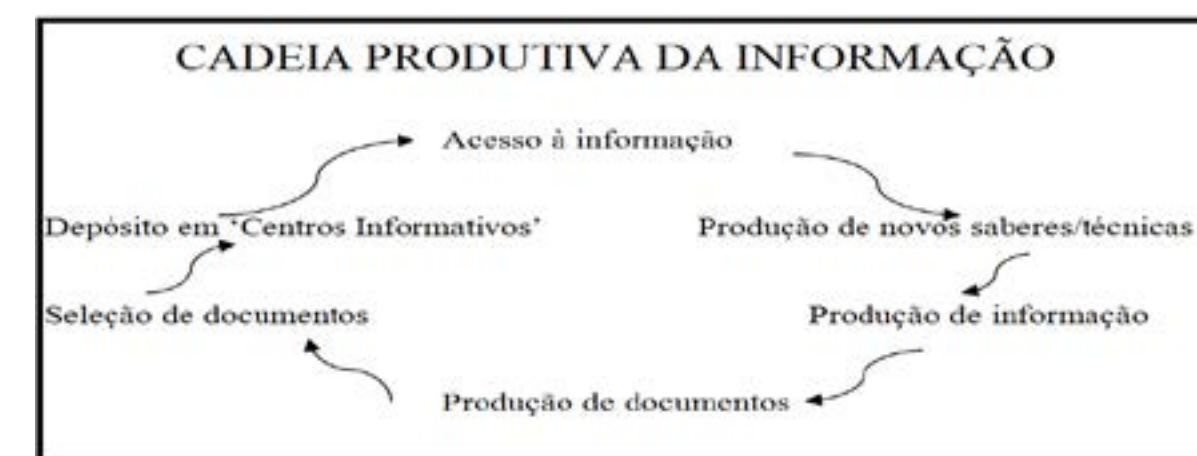 CADEIA PRODUTIVA DA INFORMAÇÃO
Acesso à informação
Depósito em ‘Centros Informativos’
Produção de novos saberes/técnicas
Seleção de documentos
Produção de informação
Produção de documentos